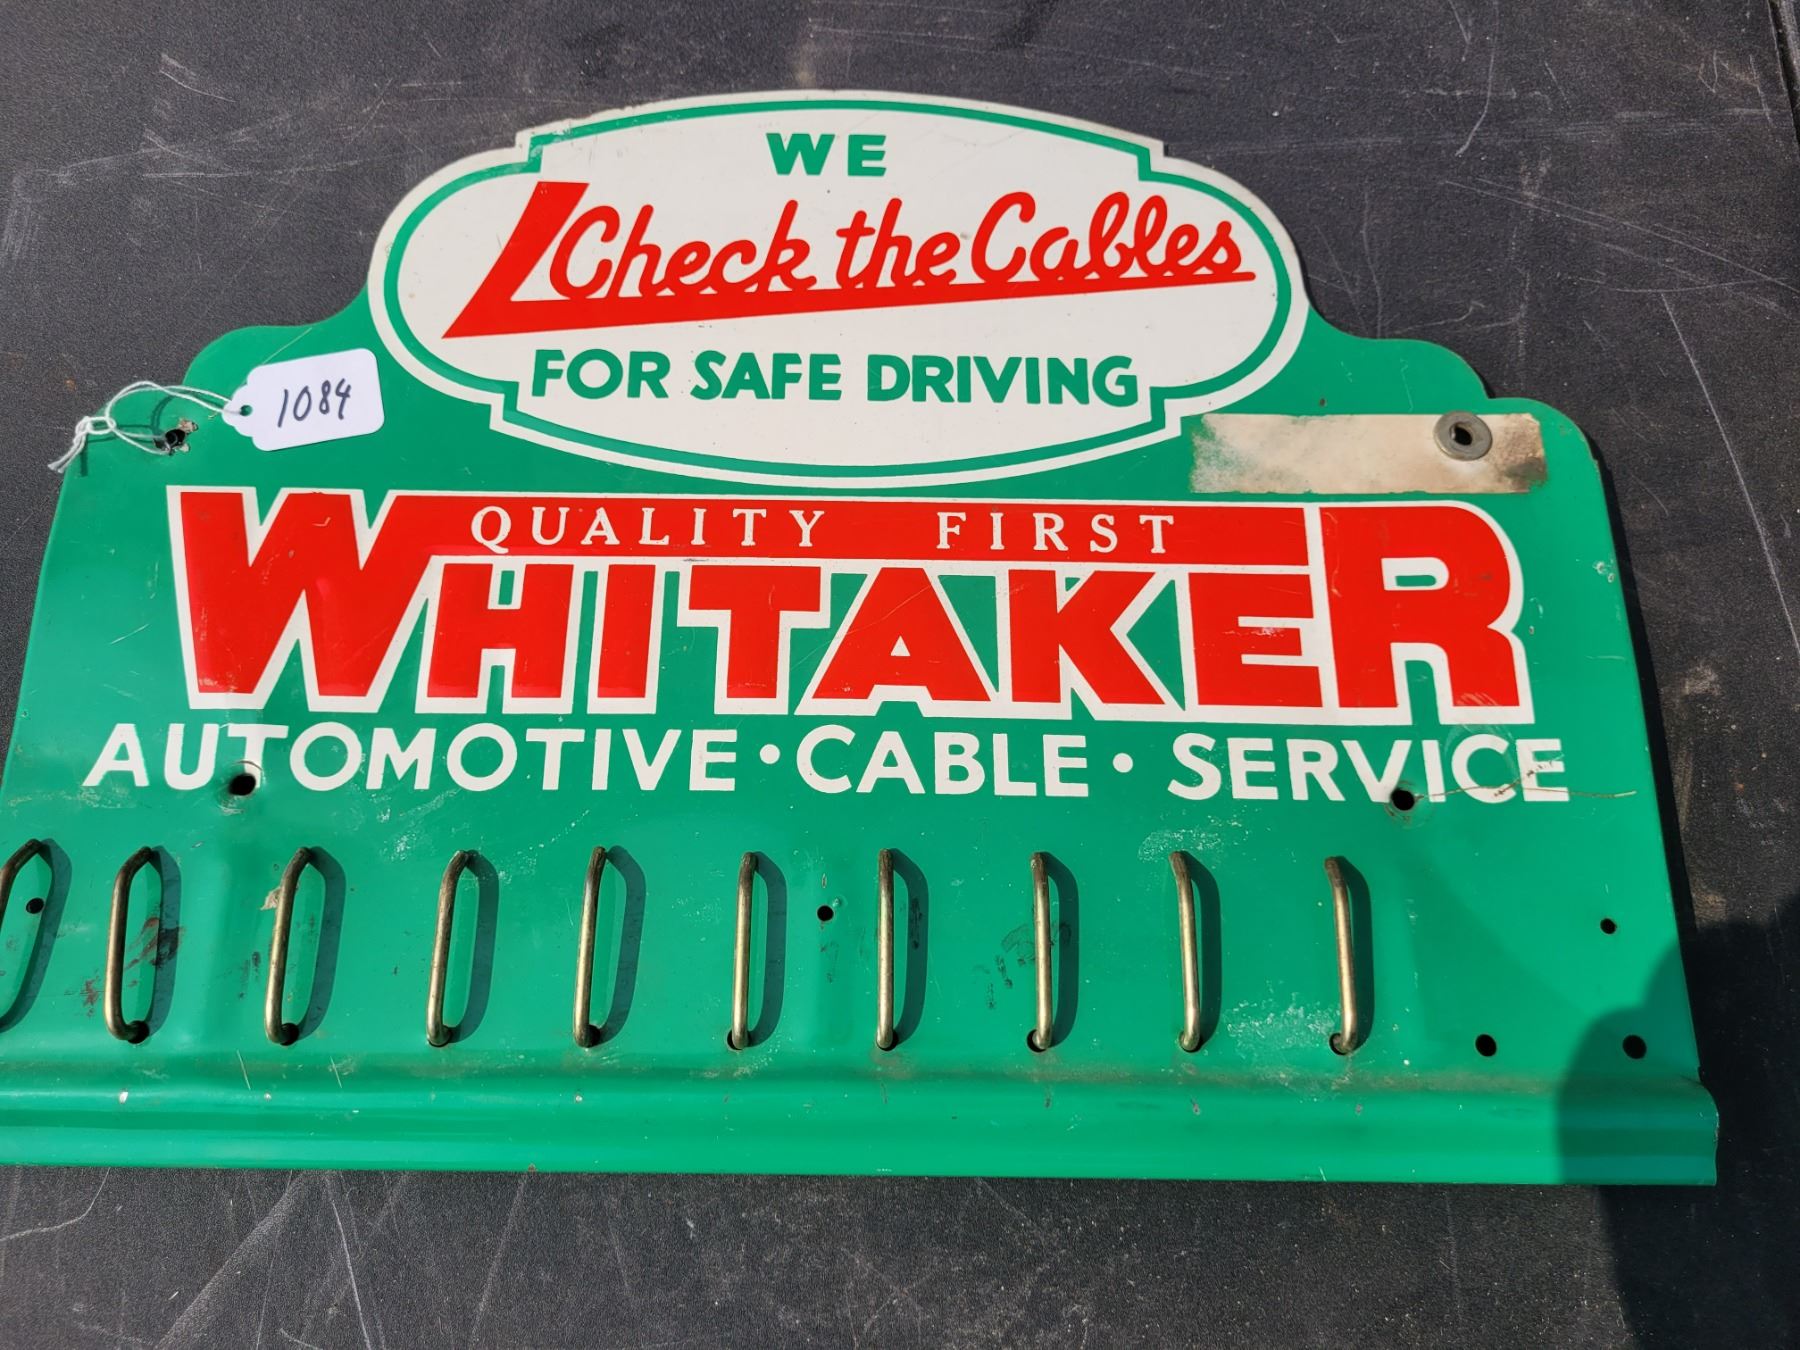 WE
Check the Cables
FOR SAFE DRIVING
1084
QUALITY FIRST
WHITAKER
AUTOMOTIVE • CABLE • SERVICE